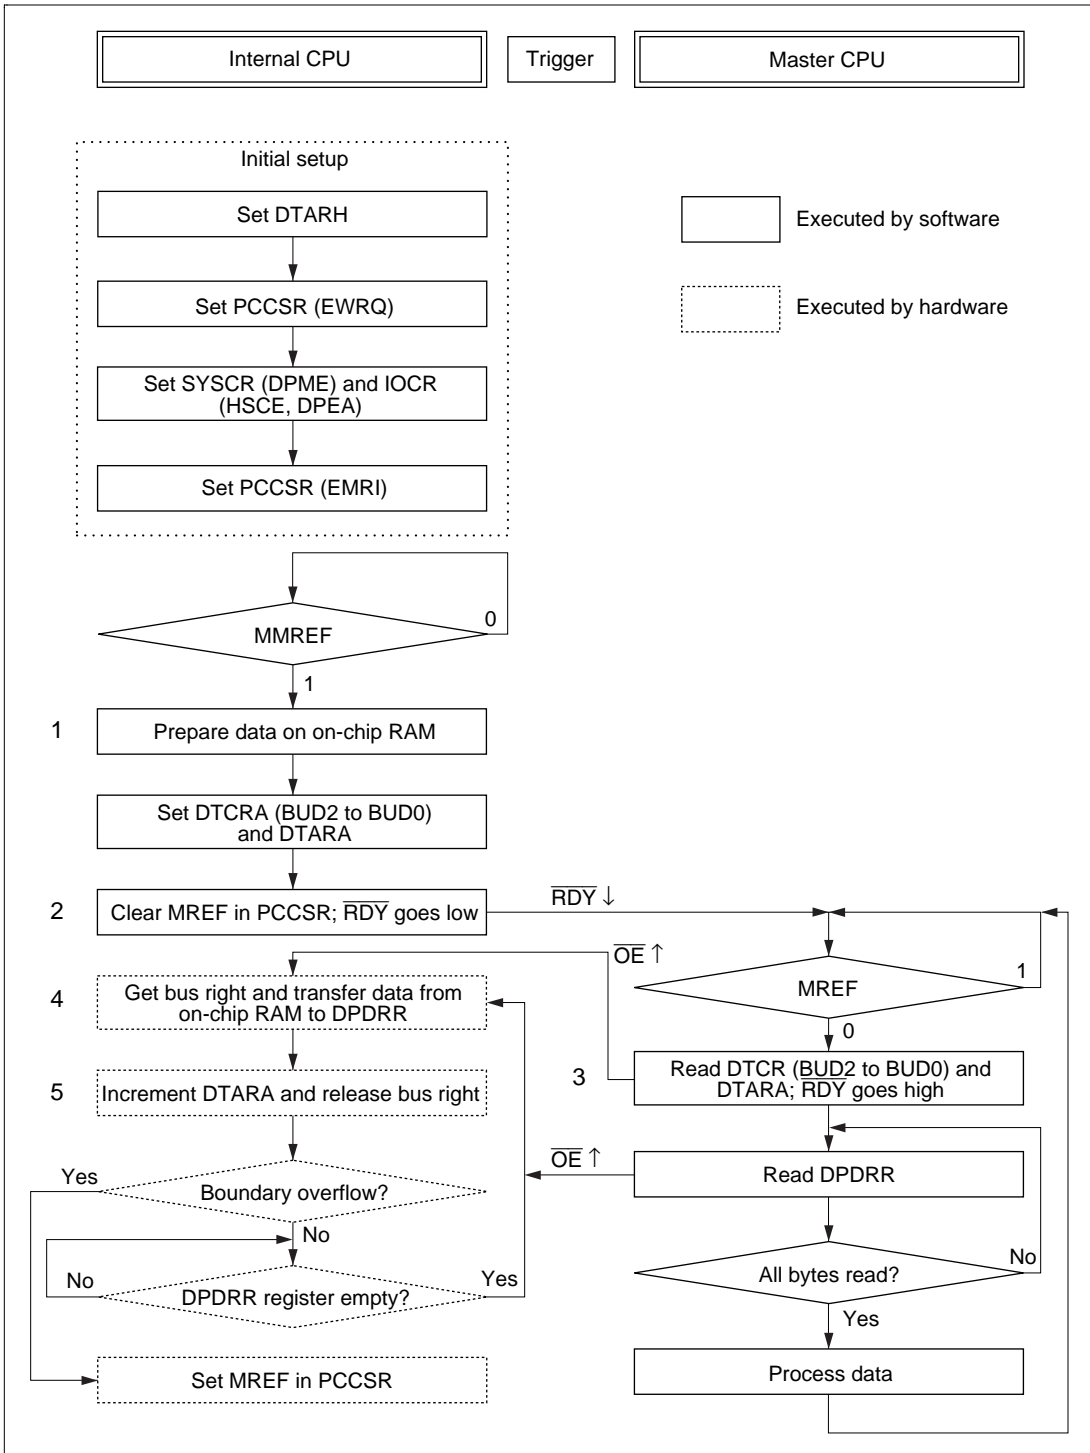 Internal CPU
Trigger
Master CPU
Initial setup
Set DTARH
Executed by software
Set PCCSR (EWRQ)
Executed by hardware
Set SYSCR (DPME) and IOCR
(HSCE, DPEA)
Set PCCSR (EMRI)
MMREF
0
1
1
Prepare data on on-chip RAM
Set DTCRA (BUD2 to BUD0)
and DTARA
2
Clear MREF in PCCSR; R̅D̅Y̅ goes low
R̅D̅Y̅ ↓
O̅E̅ ↑
MREF
1
0
4
Get bus right and transfer data from
on-chip RAM to DPDRR
3
Read DTCR (BUD2 to BUD0) and
DTARA; R̅D̅Y̅ goes high
5
Increment DTARA and release bus right
O̅E̅ ↑
Read DPDRR
Yes
Boundary overflow?
No
No
DPDRR register empty?
Yes
All bytes read?
No
Yes
Set MREF in PCCSR
Process data